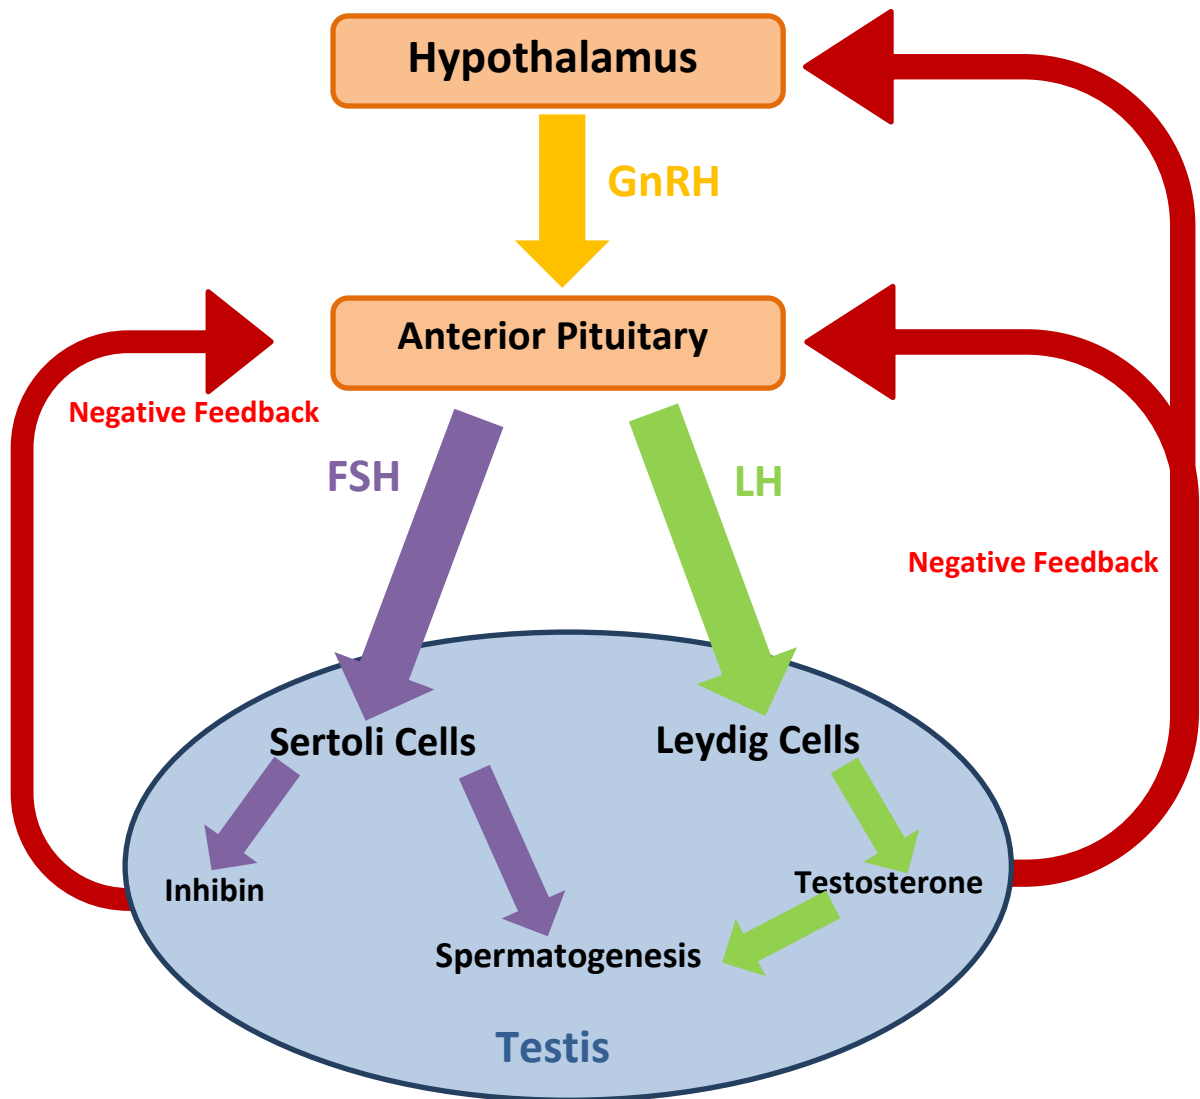 Hypothalamus
GnRH
Anterior Pituitary
Negative Feedback
FSH
LH
Negative Feedback
Sertoli Cells
Leydig Cells
Inhibin
Testosterone
Spermatogenesis
Testis